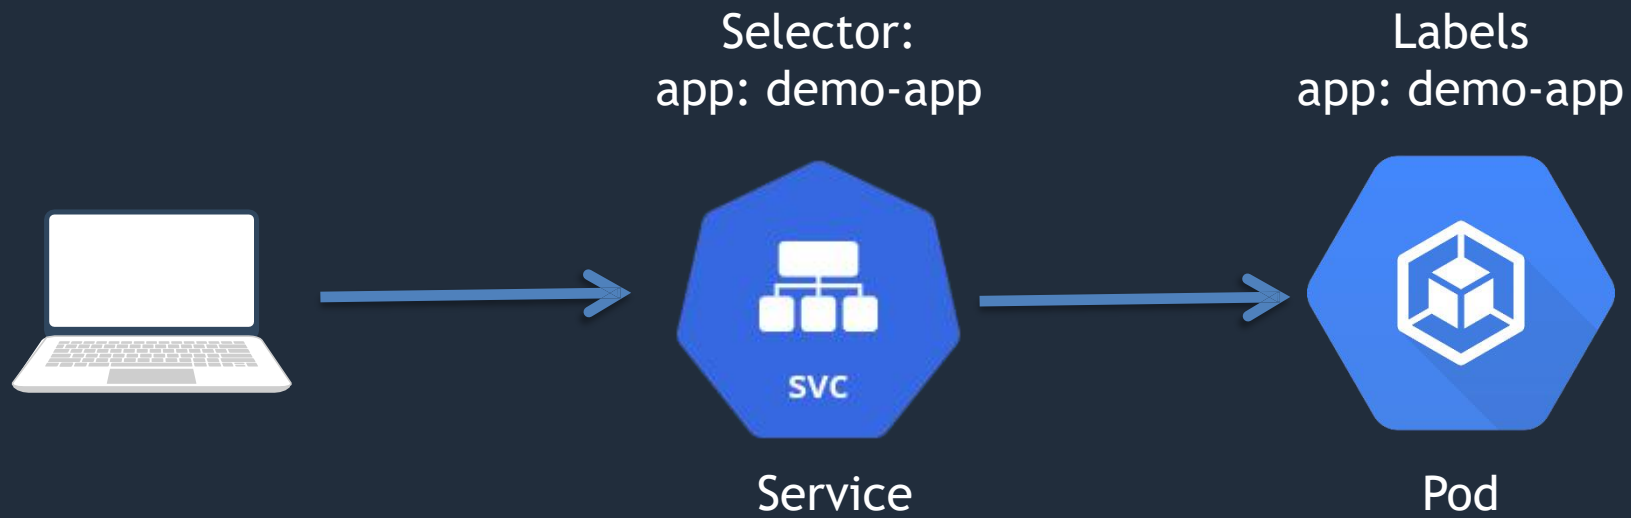 Selector:
app: demo-app
Labels
app: demo-app
svc
Service
Pod